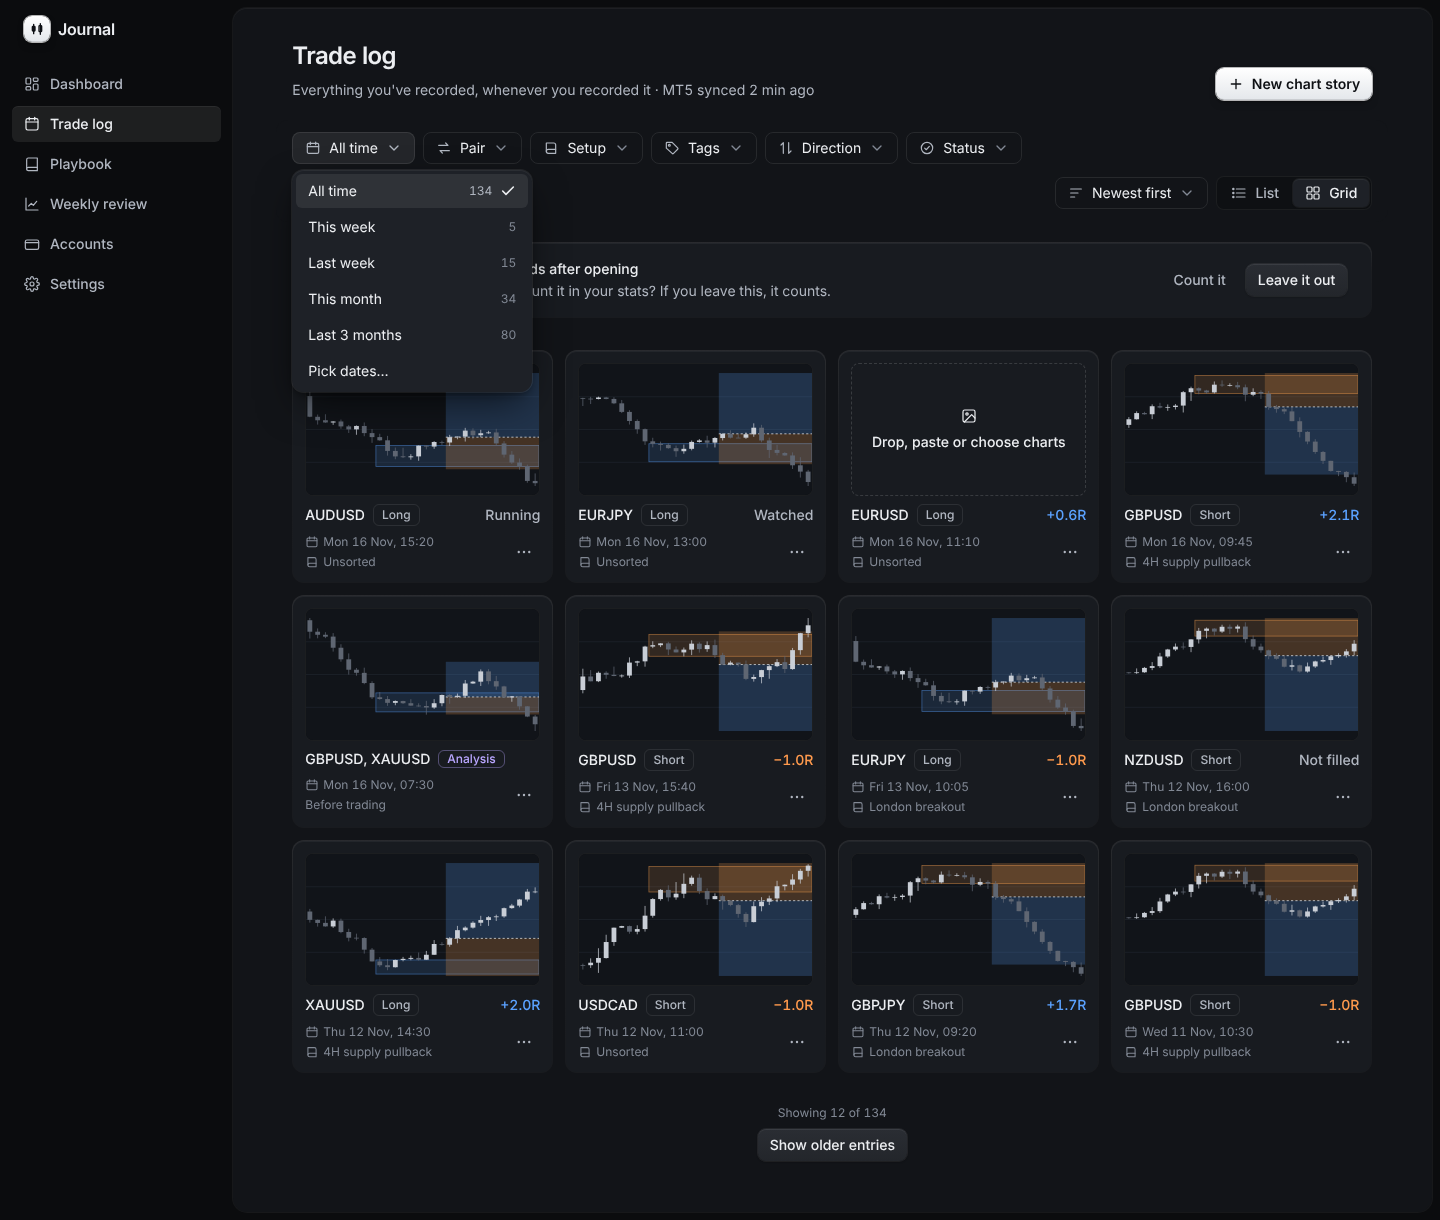 Journal
Dashboard
Trade log
Playbook
Weekly review
Accounts
Settings
Trade log
Everything you've recorded, whenever you recorded it · MT5 synced 2 min ago
New chart story
All time
Pair
Setup
Tags
Direction
Status
All time 134
This week 5
Last week 15
This month 34
Last 3 months 80
Pick dates...
Newest first
List
Grid
after opening
it in your stats? If you leave this, it counts.
Count it
Leave it out
AUDUSD Long Running
Mon 16 Nov, 15:20
Unsorted
EURJPY Long Watched
Mon 16 Nov, 13:00
Unsorted
Drop, paste or choose charts
EURUSD Long +0.6R
Mon 16 Nov, 11:10
Unsorted
GBPUSD Short +2.1R
Mon 16 Nov, 09:45
4H supply pullback
GBPUSD, XAUUSD Analysis
Mon 16 Nov, 07:30
Before trading
GBPUSD Short −1.0R
Fri 13 Nov, 15:40
4H supply pullback
EURJPY Long −1.0R
Fri 13 Nov, 10:05
London breakout
NZDUSD Short Not filled
Thu 12 Nov, 16:00
London breakout
XAUUSD Long +2.0R
Thu 12 Nov, 14:30
4H supply pullback
USDCAD Short −1.0R
Thu 12 Nov, 11:00
Unsorted
GBPJPY Short +1.7R
Thu 12 Nov, 09:20
London breakout
GBPUSD Short −1.0R
Wed 11 Nov, 10:30
4H supply pullback
Showing 12 of 134
Show older entries